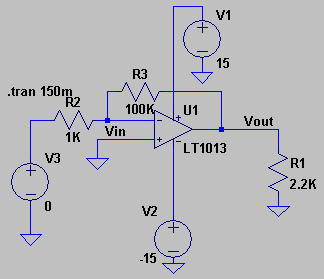 V1
15
R3
100K
.tran 150m
R2
1K
U1
Vin
Vout
LT1013
V3
0
R1
2.2K
V2
-15